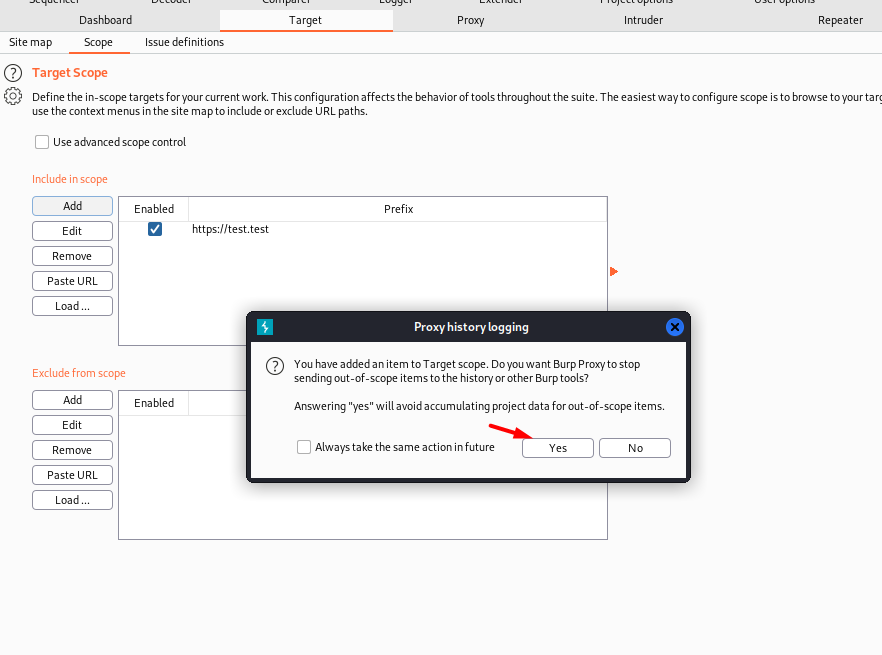 Sequencer Decoder Comparer Logger Extender Project options User options
Dashboard Target Proxy Intruder Repeater
Site map Scope Issue definitions
? Target Scope
Define the in-scope targets for your current work. This configuration affects the behavior of tools throughout the suite. The easiest way to configure scope is to browse to your targ
use the context menus in the site map to include or exclude URL paths.
Use advanced scope control
Include in scope
Add
Edit
Remove
Paste URL
Load ...
Enabled Prefix
https://test.test
Exclude from scope
Add
Edit
Remove
Paste URL
Load ...
Enabled
Proxy history logging
? You have added an item to Target scope. Do you want Burp Proxy to stop
sending out-of-scope items to the history or other Burp tools?
Answering "yes" will avoid accumulating project data for out-of-scope items.
Always take the same action in future Yes No